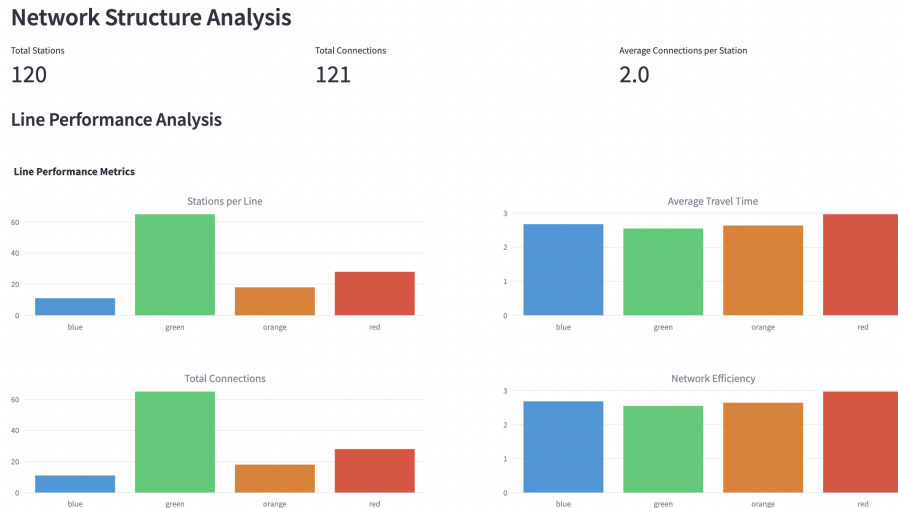 Network Structure Analysis
Total Stations
Total Connections
Average Connections per Station
120
121
2.0
Line Performance Analysis
Line Performance Metrics
Stations per Line
60
40
20
0
blue
green
orange
red
Average Travel Time
3
2
1
0
blue
green
orange
red
Total Connections
60
40
20
0
blue
green
orange
red
Network Efficiency
3
2
1
0
blue
green
orange
red